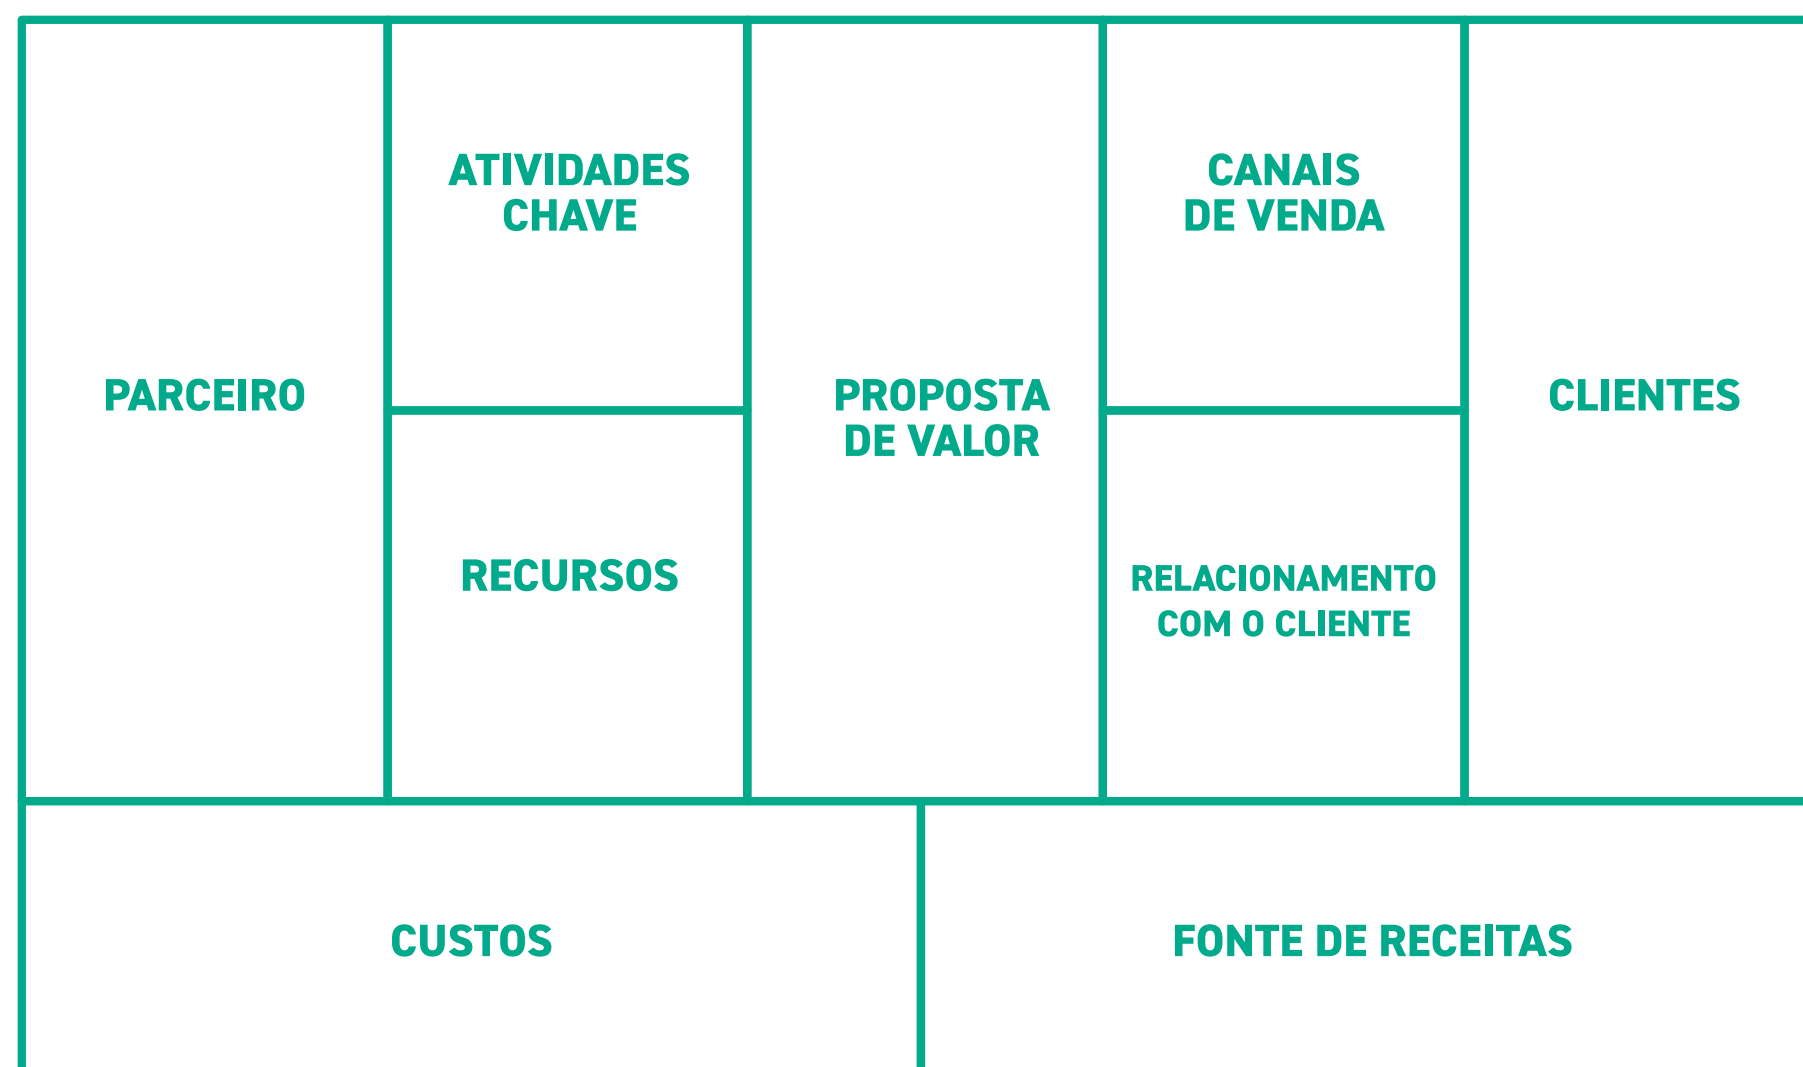 PARCEIRO
ATIVIDADES
CHAVE
RECURSOS
PROPOSTA
DE VALOR
CANAIS
DE VENDA
RELACIONAMENTO
COM O CLIENTE
CLIENTES
CUSTOS
FONTE DE RECEITAS